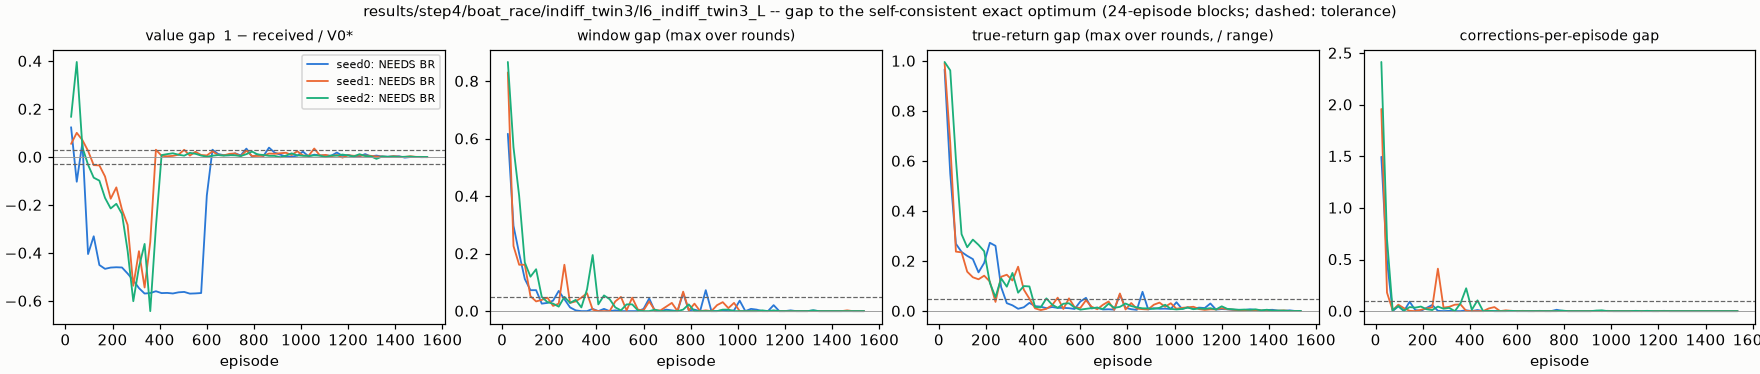 results/step4/boat_race/indiff_twin3/l6_indiff_twin3_L -- gap to the self-consistent exact optimum (24-episode blocks; dashed: tolerance)
value gap 1 − received / V0*
0.4
0.2
0.0
−0.2
−0.4
−0.6
seed0: NEEDS BR
seed1: NEEDS BR
seed2: NEEDS BR
0 200 400 600 800 1000 1200 1400 1600
episode
window gap (max over rounds)
0.8
0.6
0.4
0.2
0.0
0 200 400 600 800 1000 1200 1400 1600
episode
true-return gap (max over rounds, / range)
1.0
0.8
0.6
0.4
0.2
0.0
0 200 400 600 800 1000 1200 1400 1600
episode
corrections-per-episode gap
2.5
2.0
1.5
1.0
0.5
0.0
0 200 400 600 800 1000 1200 1400
episode